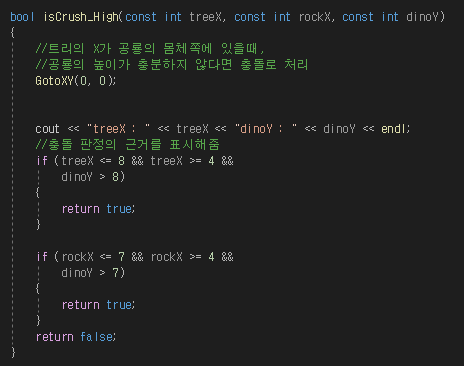 bool isCrush_High(const int treeX, const int rockX, const int dinoY)
{
//트리의 X가 공룡의 몸체쪽에 있을때,
//공룡의 높이가 충분하지 않다면 충돌로 처리
GotoXY(0, 0);
cout << "treeX : " << treeX << "dinoY : " << dinoY << endl;
//충돌 판정의 근거를 표시해줌
if (treeX <= 8 && treeX >= 4 &&
dinoY > 8)
{
return true;
}
if (rockX <= 7 && rockX >= 4 &&
dinoY > 7)
{
return true;
}
return false;
}